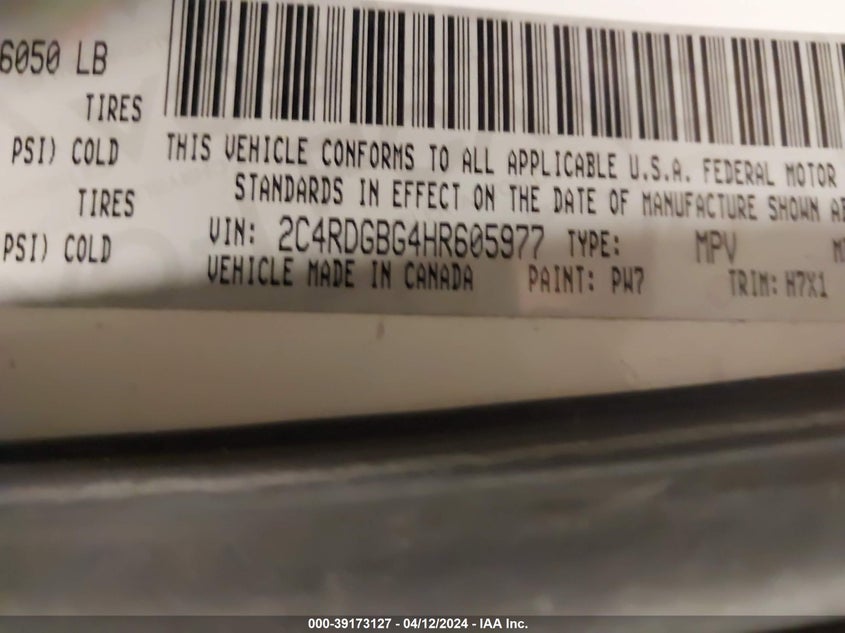 6050 LB
TIRES
PSI) COLD
THIS VEHICLE CONFORMS TO ALL APPLICABLE U.S.A. FEDERAL MOTOR
TIRES
STANDARDS IN EFFECT ON THE DATE OF MANUFACTURE SHOWN AB
PSI) COLD
VIN: 2C4RDGBG4HR605977 TYPE: MPV
VEHICLE MADE IN CANADA PAINT: PW7 TRIM: H7X1
000-39173127 - 04/12/2024 - IAA Inc.